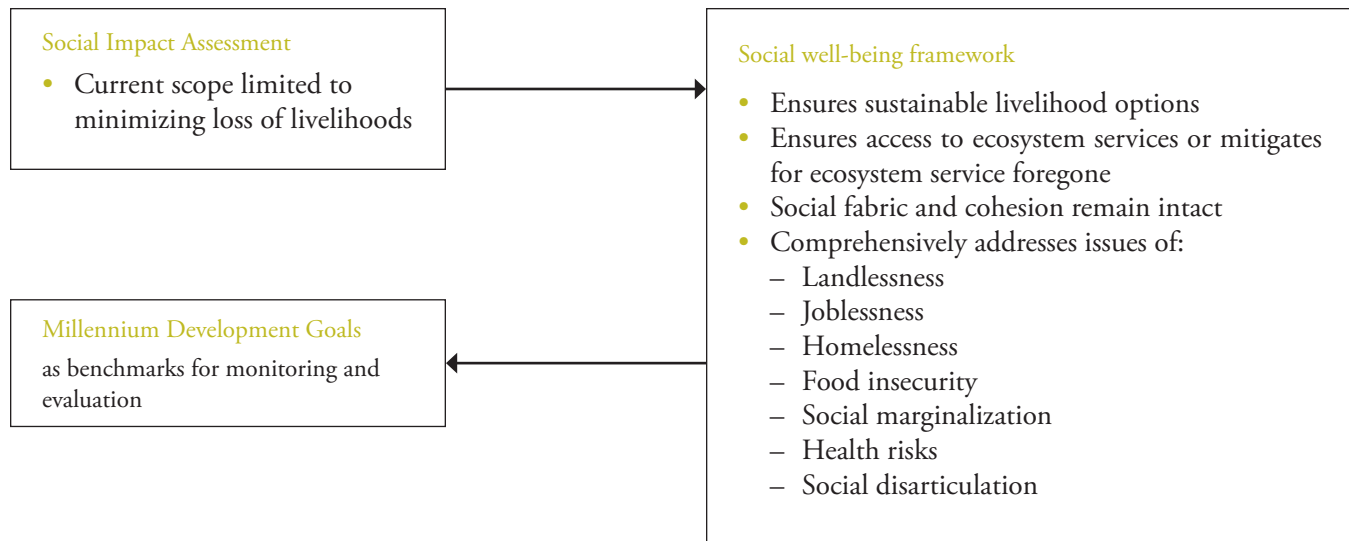 Social Impact Assessment
• Current scope limited to
minimizing loss of livelihoods
Millennium Development Goals
as benchmarks for monitoring and
evaluation
Social well-being framework
• Ensures sustainable livelihood options
• Ensures access to ecosystem services or mitigates
for ecosystem service foregone
• Social fabric and cohesion remain intact
• Comprehensively addresses issues of:
– Landlessness
– Joblessness
– Homelessness
– Food insecurity
– Social marginalization
– Health risks
– Social disarticulation